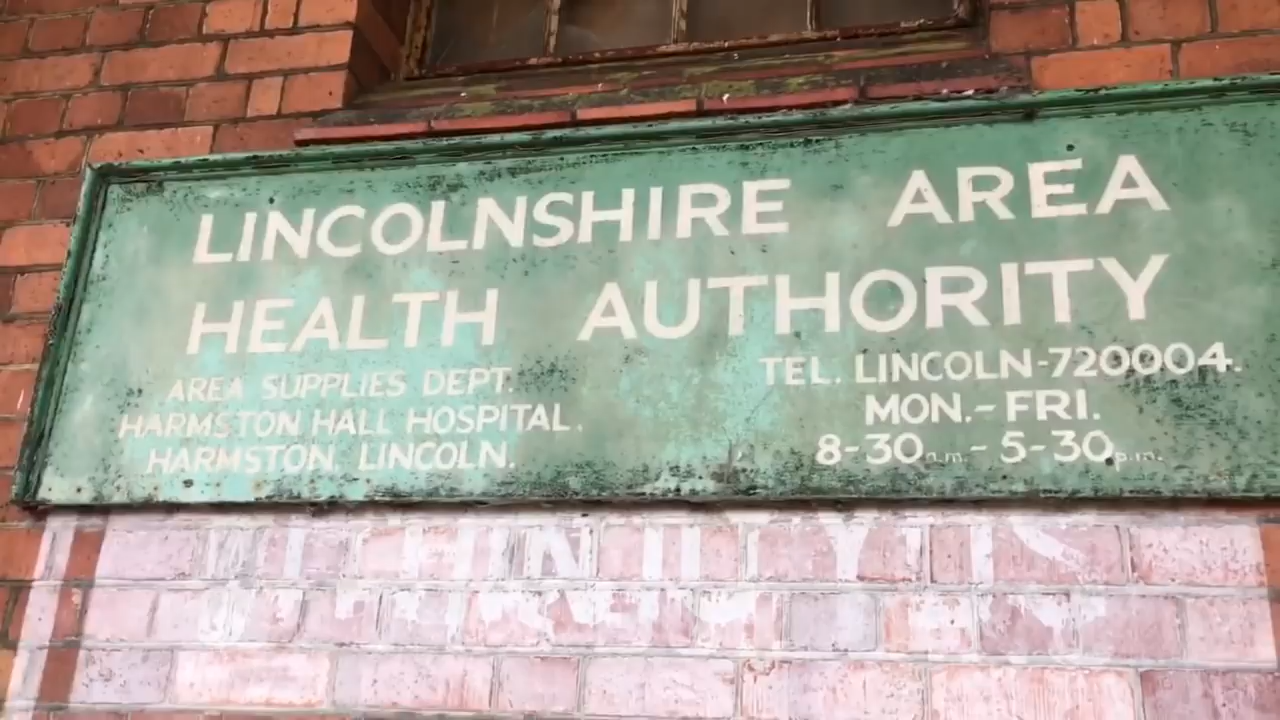 LINCOLNSHIRE AREA
HEALTH AUTHORITY
AREA SUPPLIES DEPT.
HARMSTON HALL HOSPITAL.
HARMSTON, LINCOLN.
TEL. LINCOLN-720004.
MON.-FRI.
8-30a.m.- 5-30p.m.